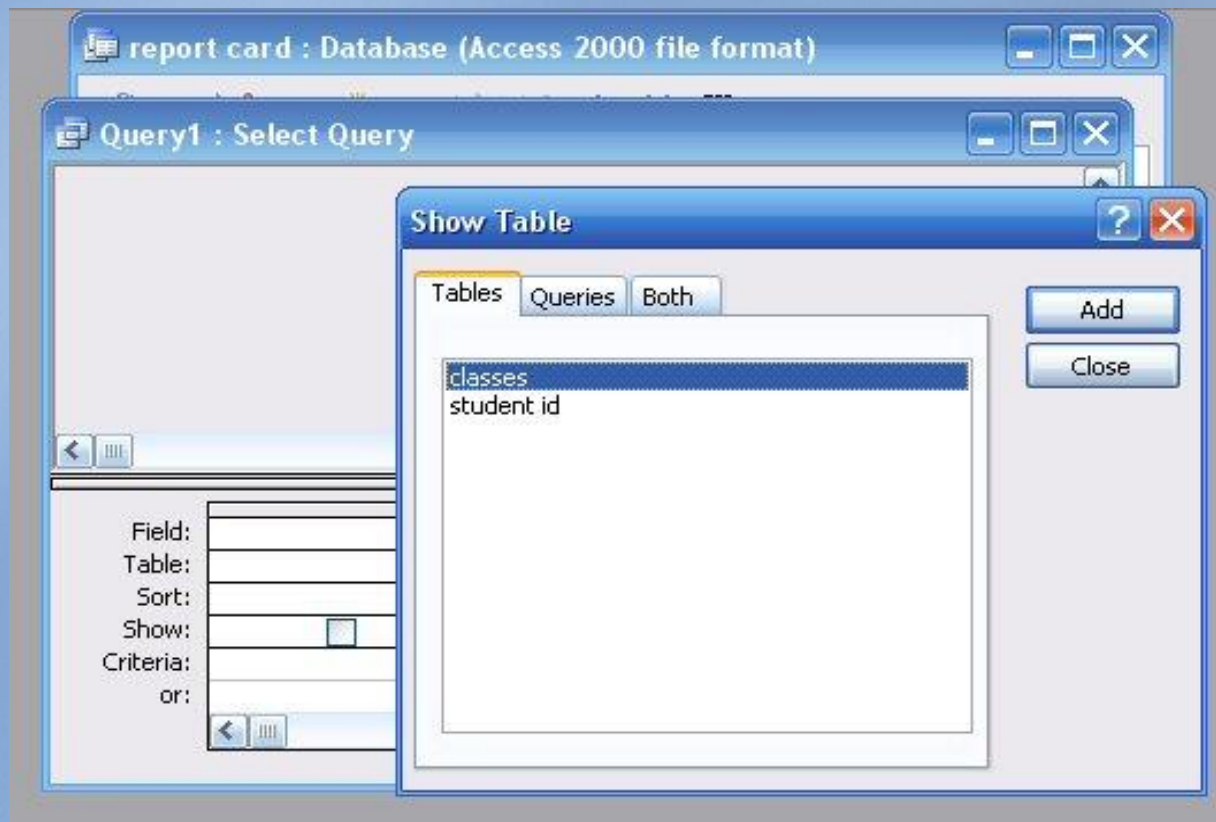 report card : Database (Access 2000 file format)
Query1 : Select Query
Show Table
Tables
Queries
Both
Add
Close
classes
student id
Field:
Table:
Sort:
Show:
Criteria:
or: